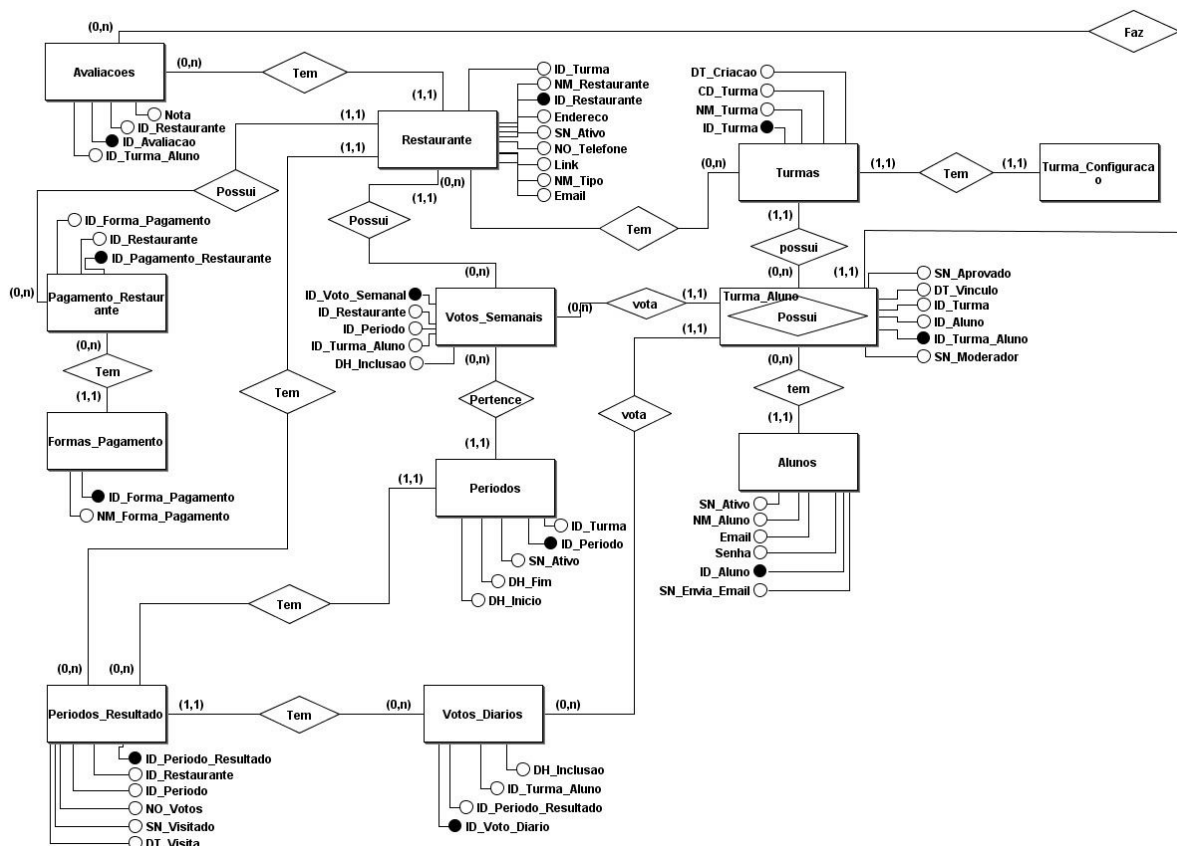 (0,n)
Faz
Avaliacoes
(0,n)
Tem
(1,1)
Nota
ID_Restaurante
ID_Avaliacao
ID_Turma_Aluno
ID_Turma
NM_Restaurante
ID_Restaurante
Endereco
SN_Ativo
NO_Telefone
Link
NM_Tipo
Email
(1,1)
Restaurante
(1,1)
(0,n)
(1,1)
DT_Criacao
CD_Turma
NM_Turma
ID_Turma
(0,n)
Turmas
(1,1)
Tem
(1,1)
Turma_Configuraca
o
Possui
Possui
Tem
(1,1)
possui
(0,n)
(1,1)
ID_Forma_Pagamento
ID_Restaurante
ID_Pagamento_Restaurante
(0,n)
Pagamento_Restaur
ante
(0,n)
Tem
(1,1)
Formas_Pagamento
ID_Forma_Pagamento
NM_Forma_Pagamento
(0,n)
ID_Voto_Semanal
ID_Restaurante
ID_Periodo
ID_Turma_Aluno
DH_Inclusao
Votos_Semanais
(0,n)
vota
(1,1)
(0,n)
Turma_Aluno
Possui
(1,1)
SN_Aprovado
DT_Vinculo
ID_Turma
ID_Aluno
ID_Turma_Aluno
SN_Moderador
(0,n)
tem
(1,1)
Tem
Pertence
vota
(1,1)
Alunos
SN_Ativo
NM_Aluno
Email
Senha
ID_Aluno
SN_Envia_Email
(1,1)
Periodos
ID_Turma
ID_Periodo
SN_Ativo
DH_Fim
DH_Inicio
Tem
(0,n)
(0,n)
Periodos_Resultado
(1,1)
Tem
(0,n)
Votos_Diarios
(0,n)
ID_Periodo_Resultado
ID_Restaurante
ID_Periodo
NO_Votos
SN_Visitado
DT_Visita
DH_Inclusao
ID_Turma_Aluno
ID_Periodo_Resultado
ID_Voto_Diario